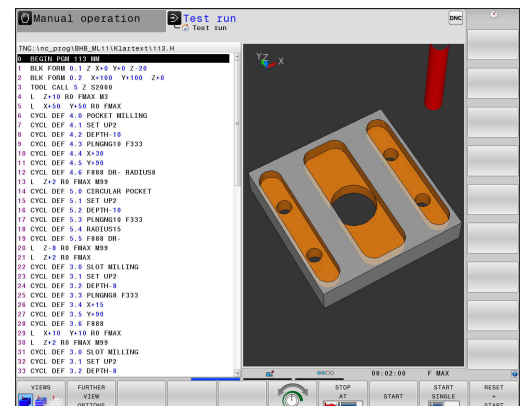 Manual operation
Test run
Test run
DNC
TNC:\nc_prog\BHB_ML11\Klartext\113.H
0 BEGIN PGM 113 MM
1 BLK FORM 0.1 Z X+0 Y+0 Z-20
2 BLK FORM 0.2 X+100 Y+100 Z+0
3 TOOL CALL 5 Z S2000
4 L Z+10 R0 FMAX M3
5 L X+50 Y+50 R0 FMAX
6 CYCL DEF 4.0 POCKET MILLING
7 CYCL DEF 4.1 SET UP2
8 CYCL DEF 4.2 DEPTH-10
9 CYCL DEF 4.3 PLNGNG10 F333
10 CYCL DEF 4.4 X+30
11 CYCL DEF 4.5 Y+90
12 CYCL DEF 4.6 F888 DR- RADIUS8
13 L Z+2 R0 FMAX M99
14 CYCL DEF 5.0 CIRCULAR POCKET
15 CYCL DEF 5.1 SET UP2
16 CYCL DEF 5.2 DEPTH-10
17 CYCL DEF 5.3 PLNGNG10 F333
18 CYCL DEF 5.4 RADIUS15
19 CYCL DEF 5.5 F888 DR-
20 L Z-8 R0 FMAX M99
21 L Z+2 R0 FMAX
22 CYCL DEF 3.0 SLOT MILLING
23 CYCL DEF 3.1 SET UP2
24 CYCL DEF 3.2 DEPTH-8
25 CYCL DEF 3.3 PLNGNG8 F333
26 CYCL DEF 3.4 X+15
27 CYCL DEF 3.5 Y+90
28 CYCL DEF 3.6 F888
29 L X+10 Y+10 R0 FMAX
30 L Z+2 R0 FMAX M99
31 CYCL DEF 3.0 SLOT MILLING
32 CYCL DEF 3.1 SET UP2
33 CYCL DEF 3.2 DEPTH-8
YZ X
00:02:00 F MAX
VIEWS
FURTHER
VIEW
OPTIONS
STOP
AT
START
START
SINGLE
RESET
+
START